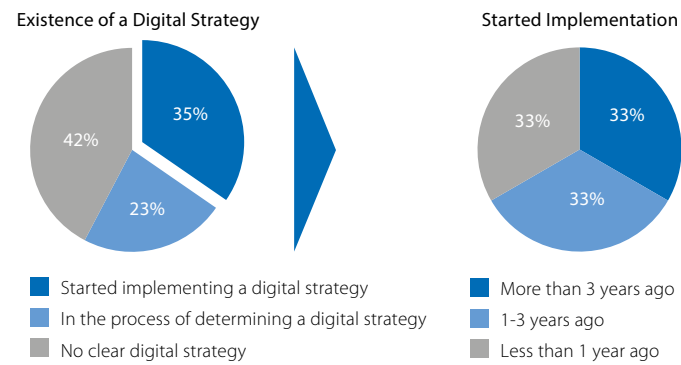 Existence of a Digital Strategy
35%
42%
23%
Started implementing a digital strategy
In the process of determining a digital strategy
No clear digital strategy
Started Implementation
33%
33%
33%
More than 3 years ago
1-3 years ago
Less than 1 year ago